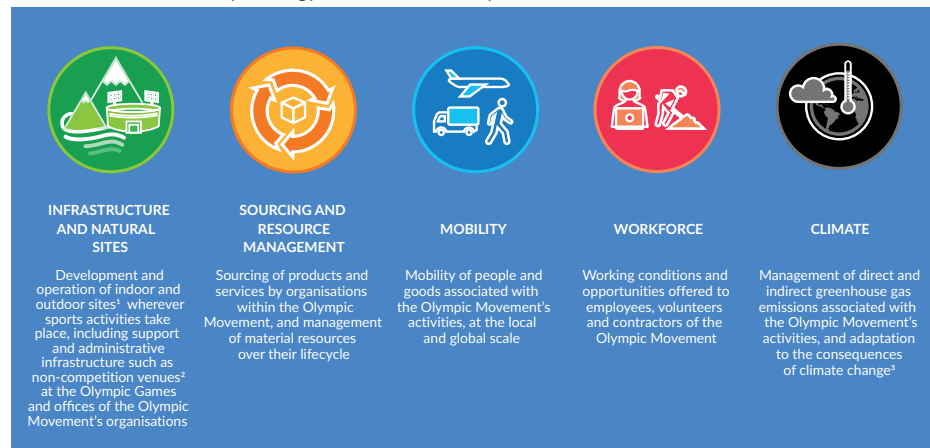 INFRASTRUCTURE
AND NATURAL
SITES
Development and
operation of indoor and
outdoor sites¹ wherever
sports activities take
place, including support
and administrative
infrastructure such as
non-competition venues²
at the Olympic Games
and offices of the Olympic
Movement's organisations
SOURCING AND
RESOURCE
MANAGEMENT
Sourcing of products and
services by organisations
within the Olympic
Movement, and management
of material resources
over their lifecycle
MOBILITY
Mobility of people and
goods associated with
the Olympic Movement's
activities, at the local
and global scale
WORKFORCE
Working conditions and
opportunities offered to
employees, volunteers
and contractors of the
Olympic Movement
CLIMATE
Management of direct and
indirect greenhouse gas
emissions associated with
the Olympic Movement's
activities, and adaptation
to the consequences
of climate change³